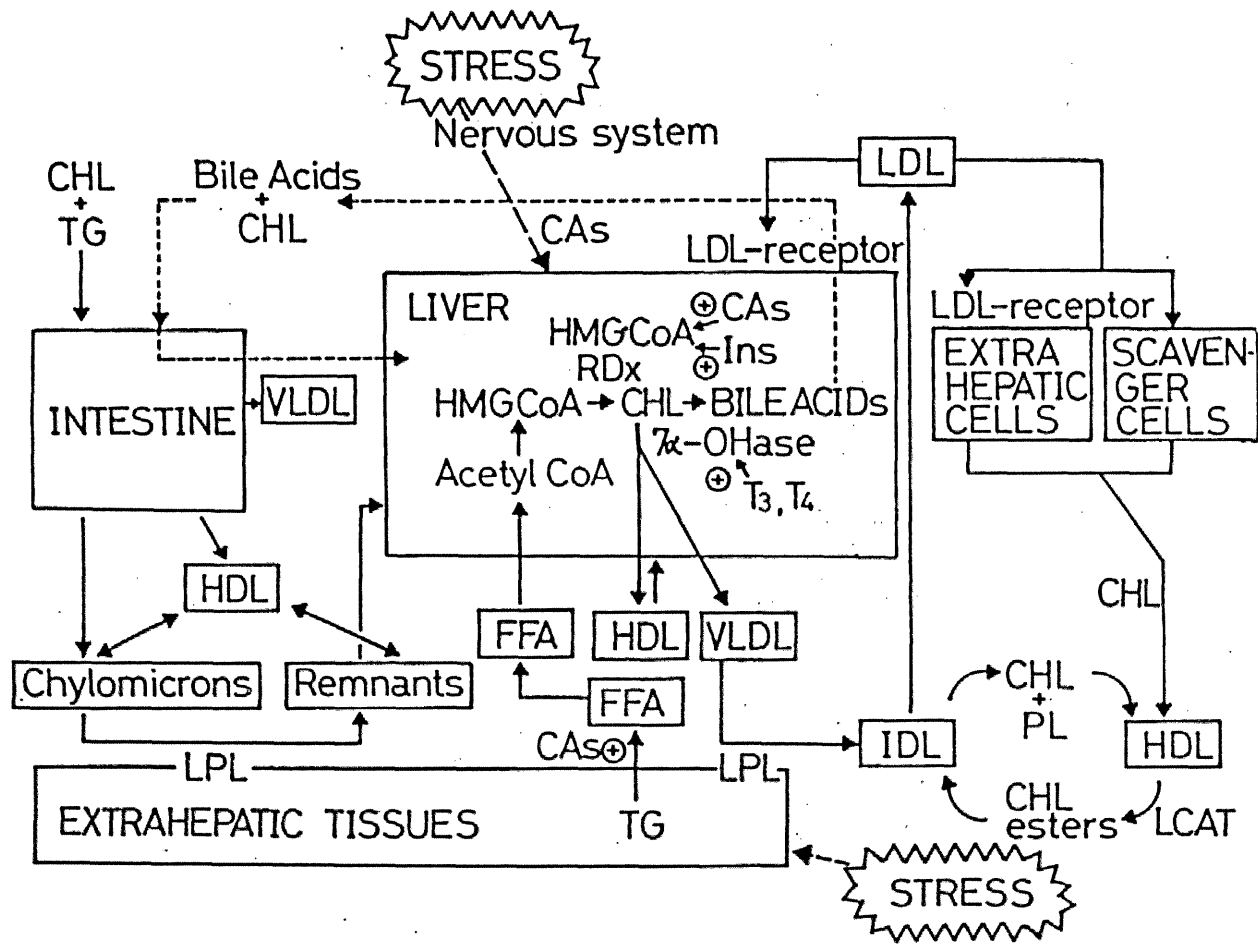 STRESS
Nervous system
CHL
+
TG
Bile Acids
+
CHL
CAs
LDL
LDL-receptor
LIVER
HMGCoA
RDx
⊕ CAs
Ins
⊕
HMGCoA
CHL
BILE ACIDs
7α-OHase
⊕
T3, T4
Acetyl CoA
INTESTINE
VLDL
LDL-receptor
EXTRA
HEPATIC
CELLS
SCAVEN-
GER
CELLS
HDL
Chylomicrons
Remnants
FFA
HDL
VLDL
FFA
CAs⊕
CHL
CHL
+
PL
IDL
HDL
CHL
esters
LCAT
LPL
LPL
EXTRAHEPATIC TISSUES
TG
STRESS